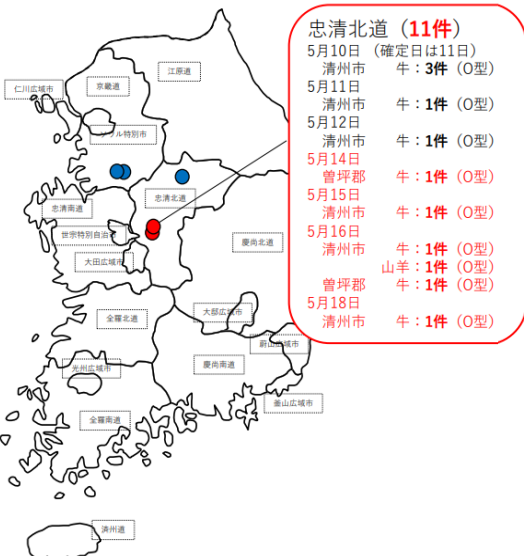 忠清北道（11件）
5月10日 （確定日は11日）
清州市 牛：3件（O型）
5月11日
清州市 牛：1件（O型）
5月12日
清州市 牛：1件（O型）
5月14日
曽坪郡 牛：1件（O型）
5月15日
清州市 牛：1件（O型）
5月16日
清州市 牛：1件（O型）
山羊：1件（O型）
曽坪郡 牛：1件（O型）
5月18日
清州市 牛：1件（O型）
江原道
京畿道
仁川広域市
ソウル特別市
忠清北道
忠清南道
世宗特別自治市
慶尚北道
大田広域市
大邱広域市
全羅北道
蔚山広域市
慶尚南道
光州広域市
釜山広域市
全羅南道
済州道